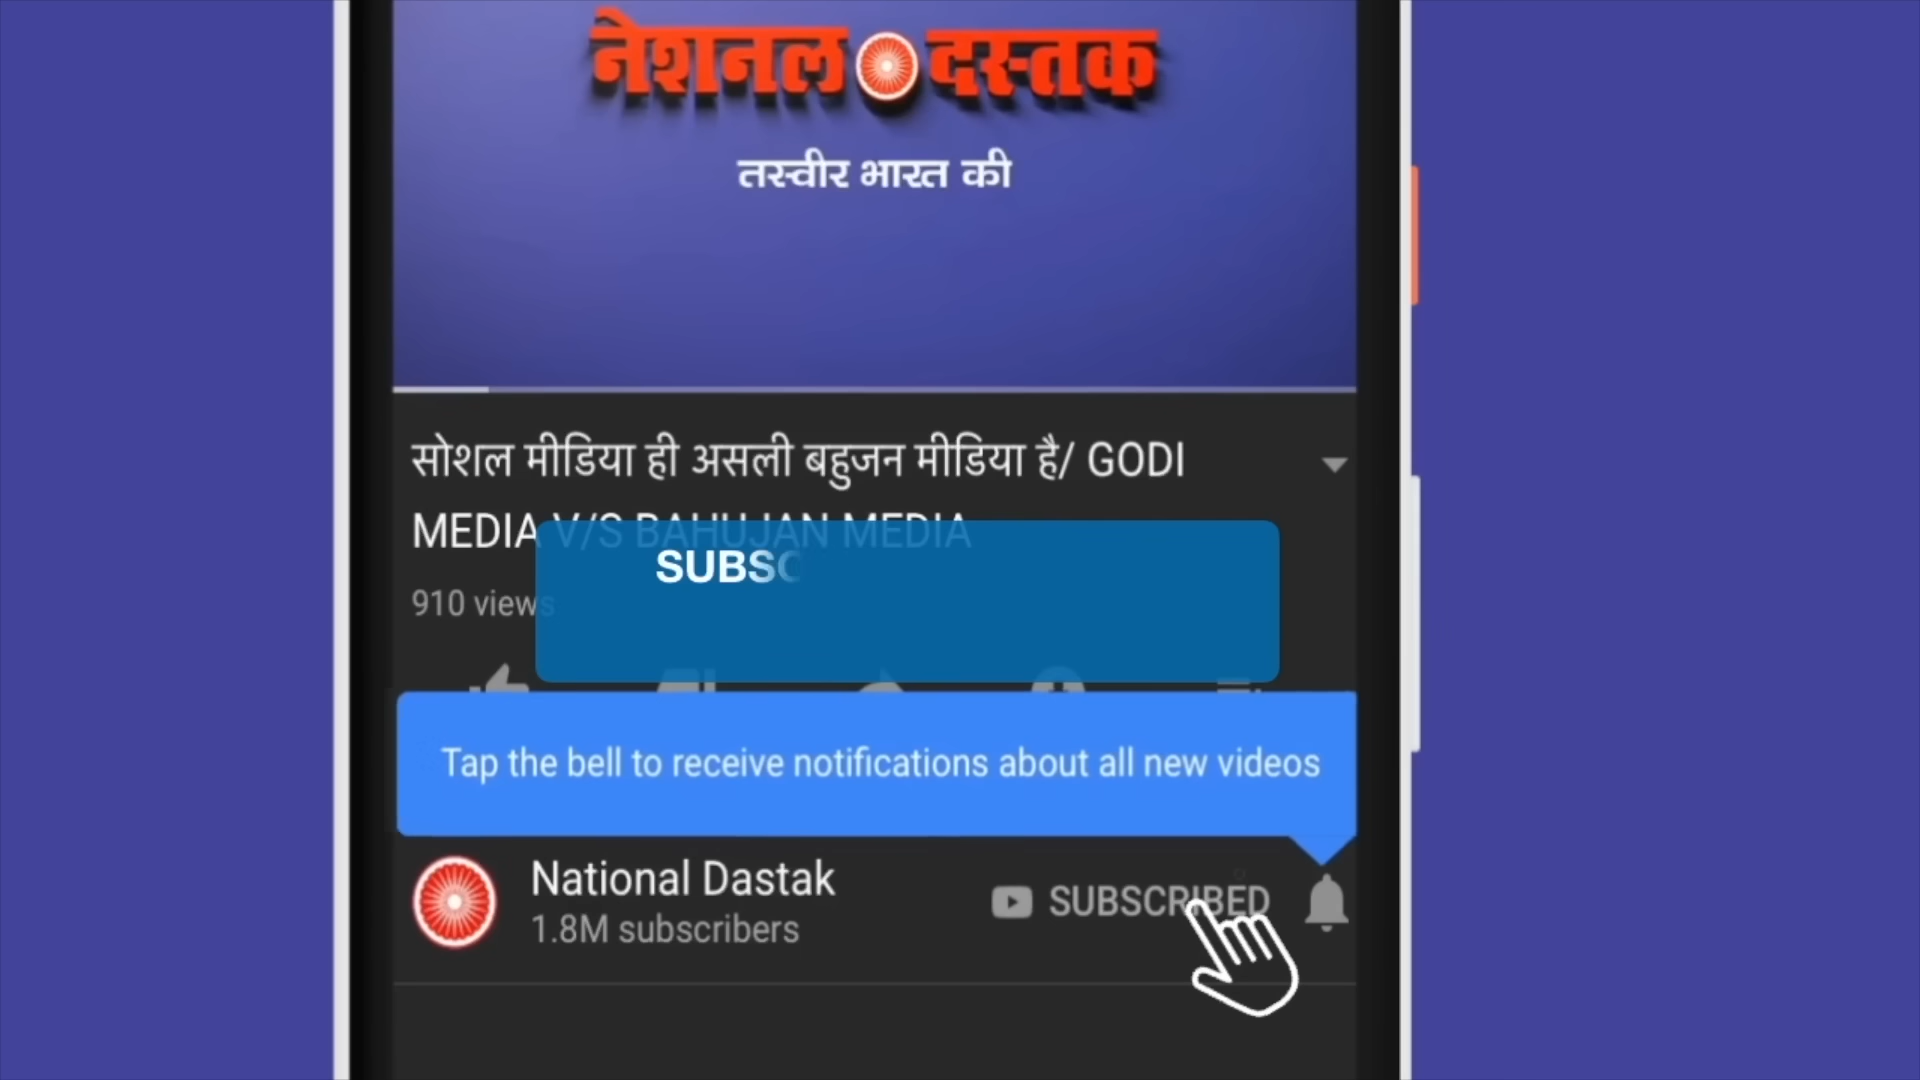 नेशनल दस्तक
तस्वीर भारत की
सोशल मीडिया ही असली बहुजन मीडिया है/ GODI
MEDIA V/S BAHUJAN MEDIA
SUBSC
910 views
Tap the bell to receive notifications about all new videos
National Dastak
SUBSCRIBED
1.8M subscribers